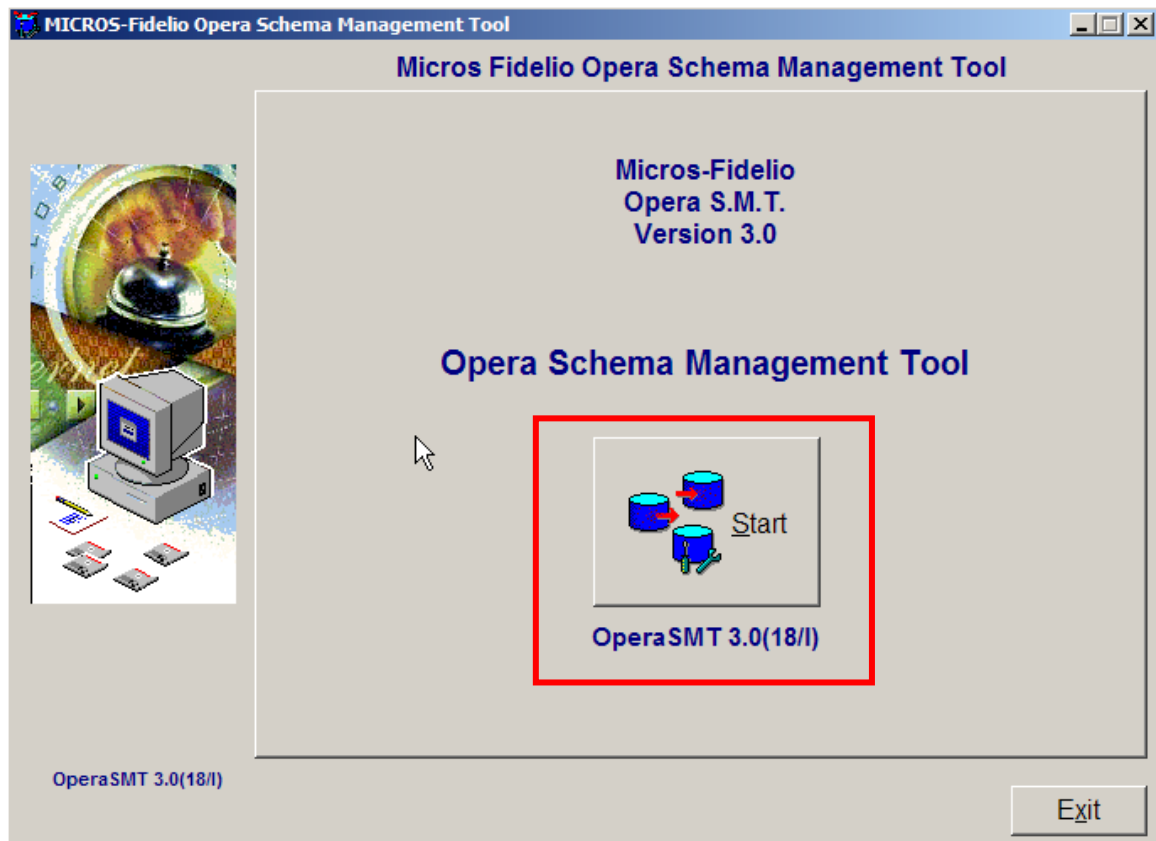 MICROS-Fidelio Opera Schema Management Tool
Micros Fidelio Opera Schema Management Tool
Micros-Fidelio
Opera S.M.T.
Version 3.0
Opera Schema Management Tool
Start
OperaSMT 3.0(18/I)
OperaSMT 3.0(18/I)
Exit